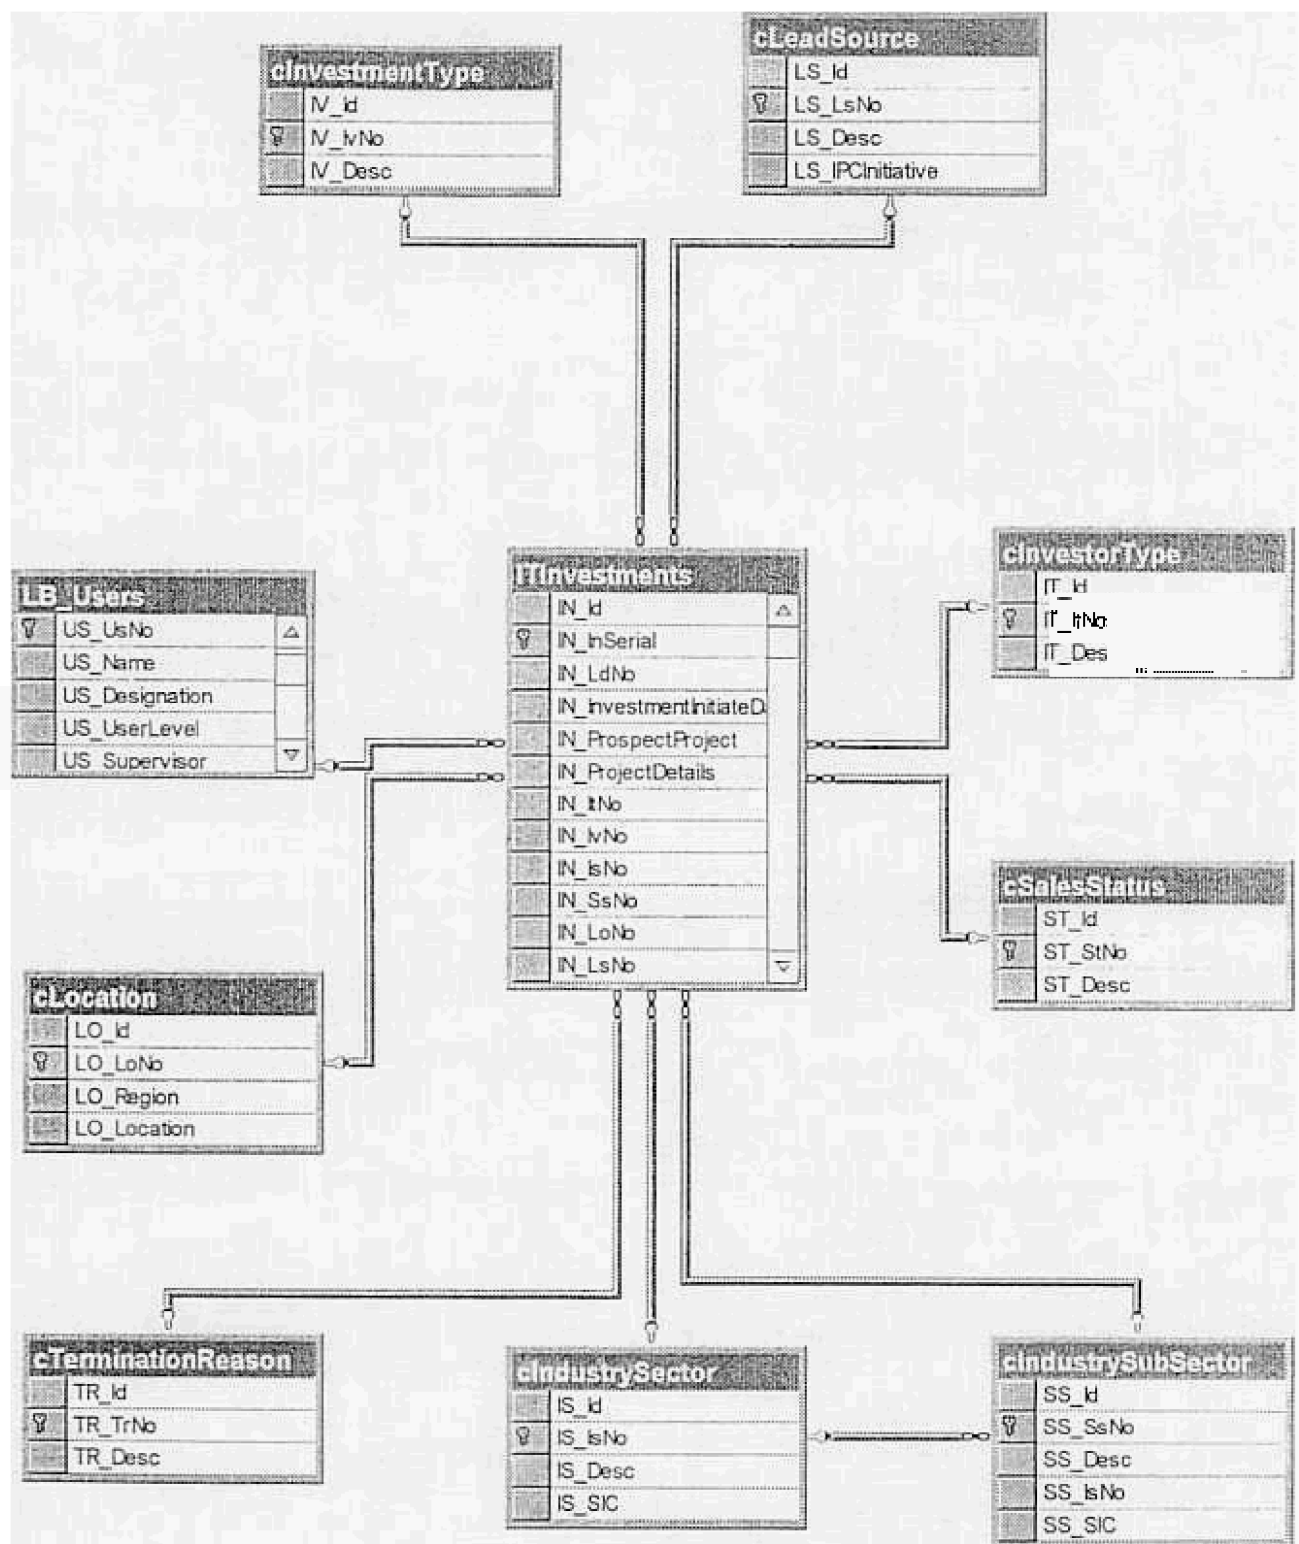 cInvestmentType
IV_Id
IV_IvNo
IV_Desc
cLeadSource
LS_Id
LS_LsNo
LS_Desc
LS_IPCInitiative
LB_Users
US_UsNo
US_Name
US_Designation
US_UserLevel
US_Supervisor
ITInvestments
IN_Id
IN_InSerial
IN_LdNo
IN_InvestmentInitiateD
IN_ProspectProject
IN_ProjectDetails
IN_ItNo
IN_IvNo
IN_IsNo
IN_SsNo
IN_LoNo
IN_LsNo
cInvestorType
IT_Id
IT_ItNo
IT_Des
cSalesStatus
ST_Id
ST_StNo
ST_Desc
cLocation
LO_Id
LO_LoNo
LO_Region
LO_Location
cTerminationReason
TR_Id
TR_TrNo
TR_Desc
cIndustrySector
IS_Id
IS_IsNo
IS_Desc
IS_SIC
cIndustrySubSector
SS_Id
SS_SsNo
SS_Desc
SS_IsNo
SS_SIC